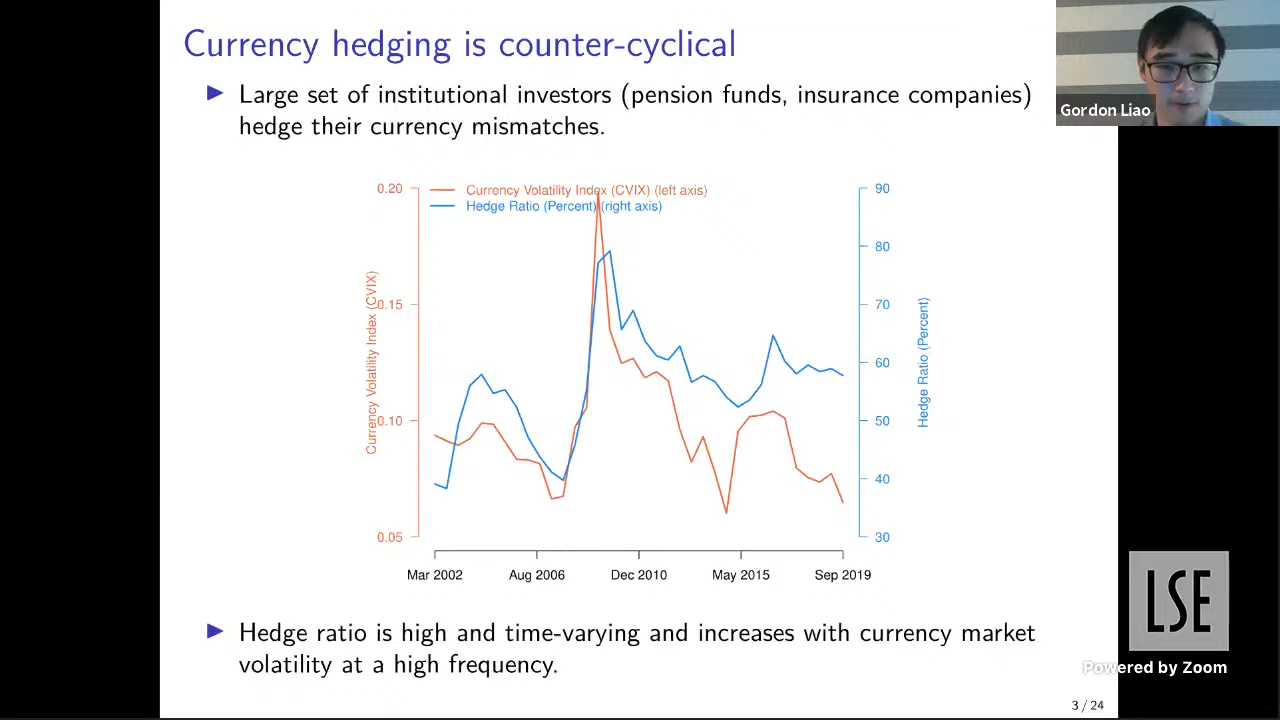 Currency hedging is counter-cyclical
Large set of institutional investors (pension funds, insurance companies)
hedge their currency mismatches.
Gordon Liao
Currency Volatility Index (CVIX) (left axis)
Hedge Ratio (Percent) (right axis)
Currency Volatility Index (CVIX)
0.20
0.15
0.10
0.05
90
80
70
60
50
40
30
Hedge Ratio (Percent)
Mar 2002
Aug 2006
Dec 2010
May 2015
Sep 2019
Hedge ratio is high and time-varying and increases with currency market
volatility at a high frequency.
LSE
Powered by Zoom
3 / 24